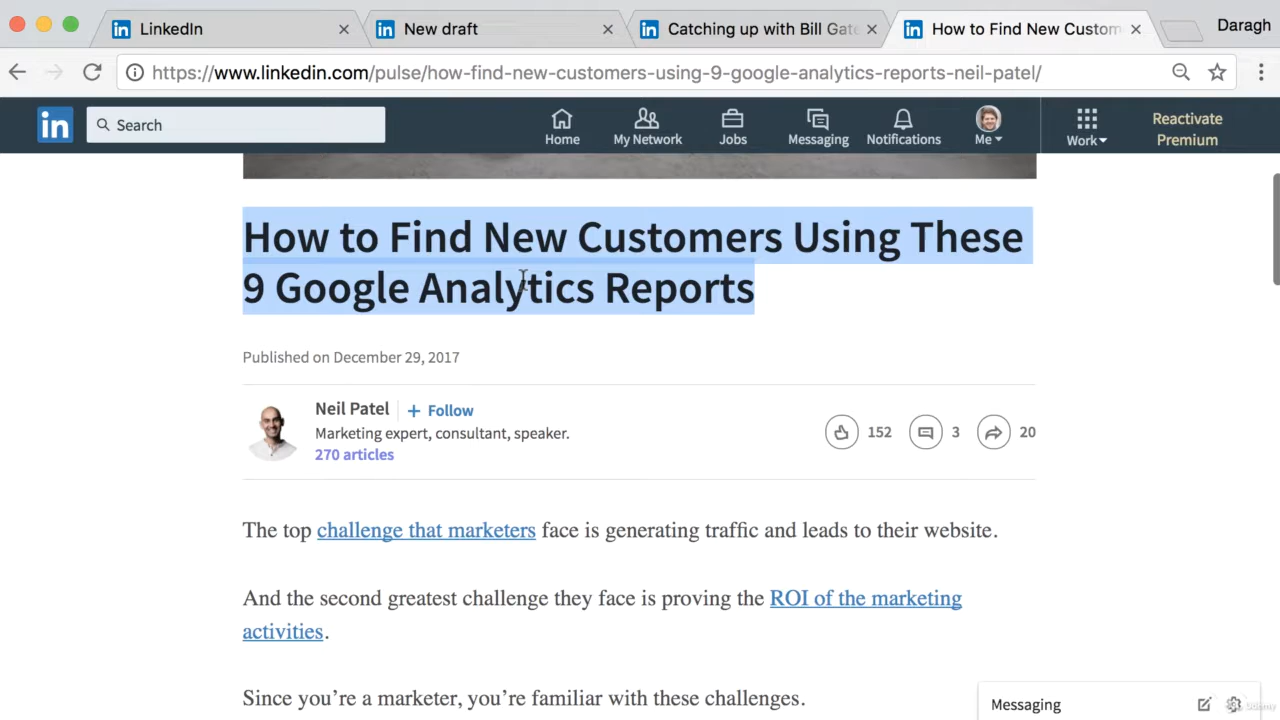 LinkedIn
New draft
Catching up with Bill Gate
How to Find New Custom
Daragh
https://www.linkedin.com/pulse/how-find-new-customers-using-9-google-analytics-reports-neil-patel/
in
Search
Home
My Network
Jobs
Messaging
Notifications
Me
Work
Reactivate
Premium
How to Find New Customers Using These
9 Google Analytics Reports
Published on December 29, 2017
Neil Patel
+ Follow
Marketing expert, consultant, speaker.
270 articles
152
3
20
The top challenge that marketers face is generating traffic and leads to their website.
And the second greatest challenge they face is proving the ROI of the marketing
activities.
Since you’re a marketer, you’re familiar with these challenges.
Messaging
Udemy